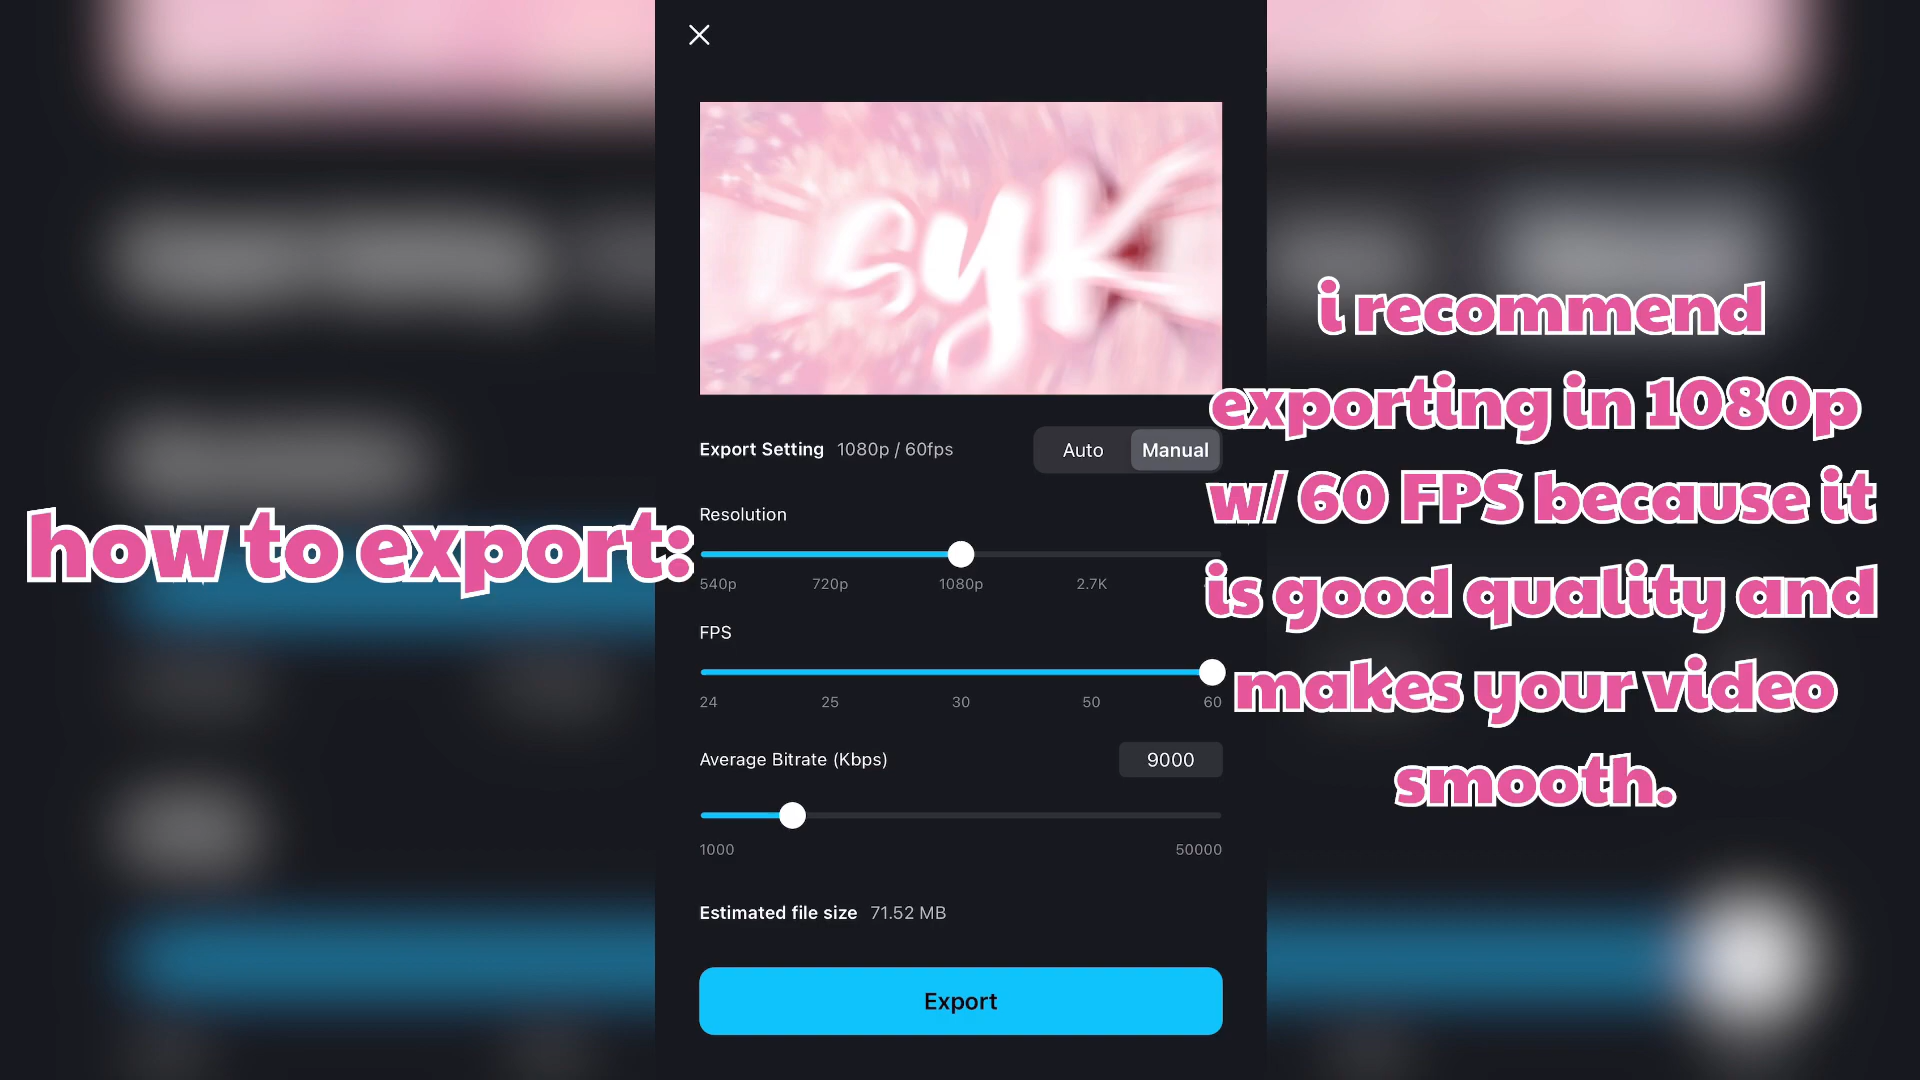 syk
Export Setting 1080p / 60fps Auto Manual
Resolution
540p 720p 1080p 2.7K
FPS
24 25 30 50 60
Average Bitrate (Kbps) 9000
1000 50000
Estimated file size 71.52 MB
Export
how to export:
i recommend
exporting in 1080p
w/ 60 FPS because it
is good quality and
makes your video
smooth.